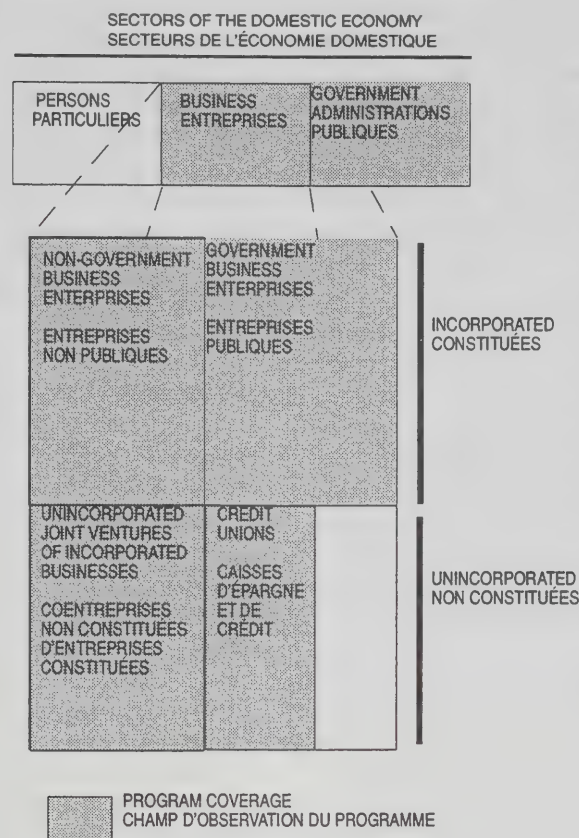 SECTORS OF THE DOMESTIC ECONOMY
SECTEURS DE L'ÉCONOMIE DOMESTIQUE
PERSONS
PARTICULIERS
BUSINESS
ENTREPRISES
GOVERNMENT
ADMINISTRATIONS
PUBLIQUES
NON-GOVERNMENT
BUSINESS
ENTERPRISES
ENTREPRISES
NON PUBLIQUES
GOVERNMENT
BUSINESS
ENTERPRISES
ENTREPRISES
PUBLIQUES
INCORPORATED
CONSTITUÉES
UNINCORPORATED
JOINT VENTURES
OF INCORPORATED
BUSINESSES
COENTREPRISES
NON CONSTITUÉES
D'ENTREPRISES
CONSTITUÉES
CREDIT
UNIONS
CAISSES
D'ÉPARGNE
ET DE
CRÉDIT
UNINCORPORATED
NON CONSTITUÉES
PROGRAM COVERAGE
CHAMP D'OBSERVATION DU PROGRAMME